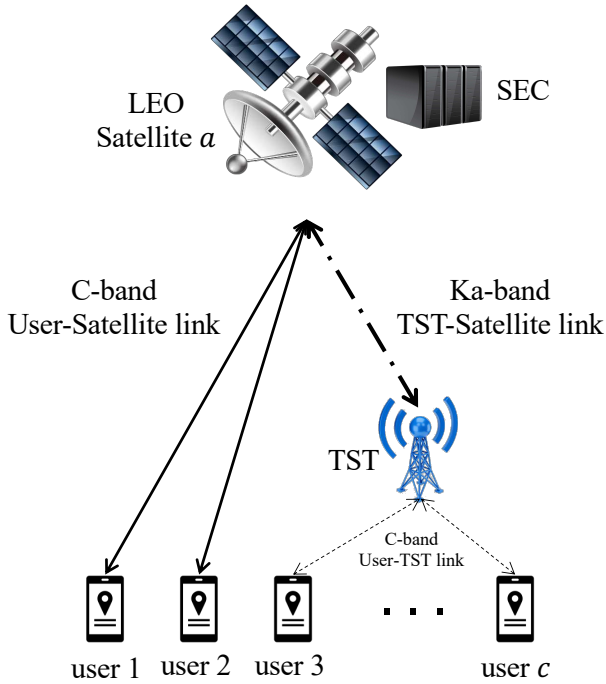 LEO
Satellite a
SEC
C-band
User-Satellite link
Ka-band
TST-Satellite link
TST
C-band
User-TST link
. . .
user 1
user 2
user 3
user c